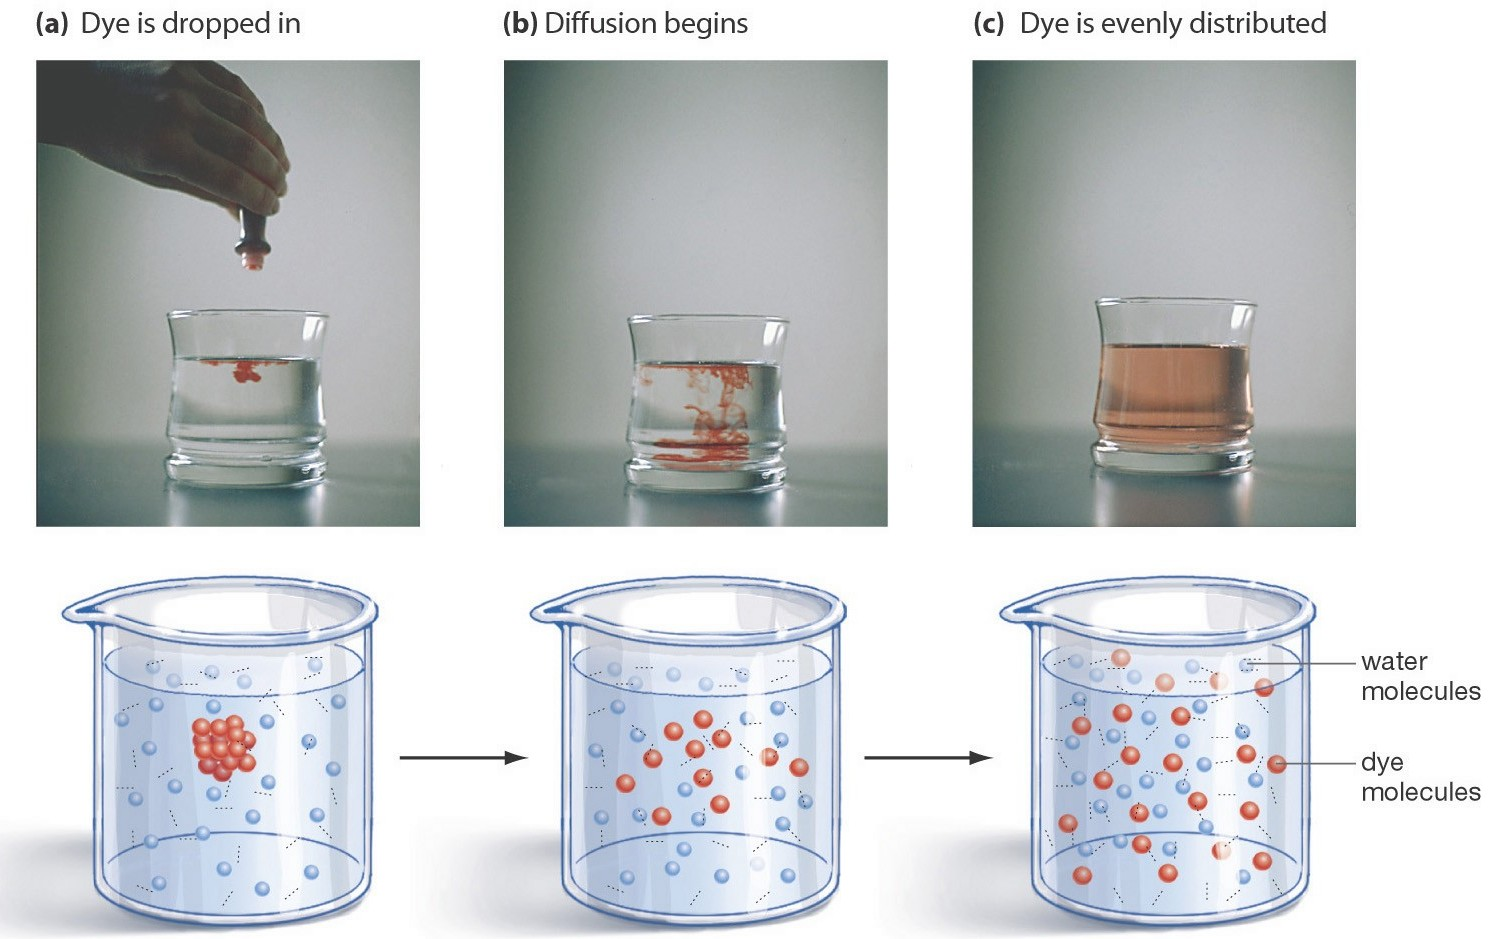 (a) Dye is dropped in
(b) Diffusion begins
(c) Dye is evenly distributed
water
molecules
dye
molecules